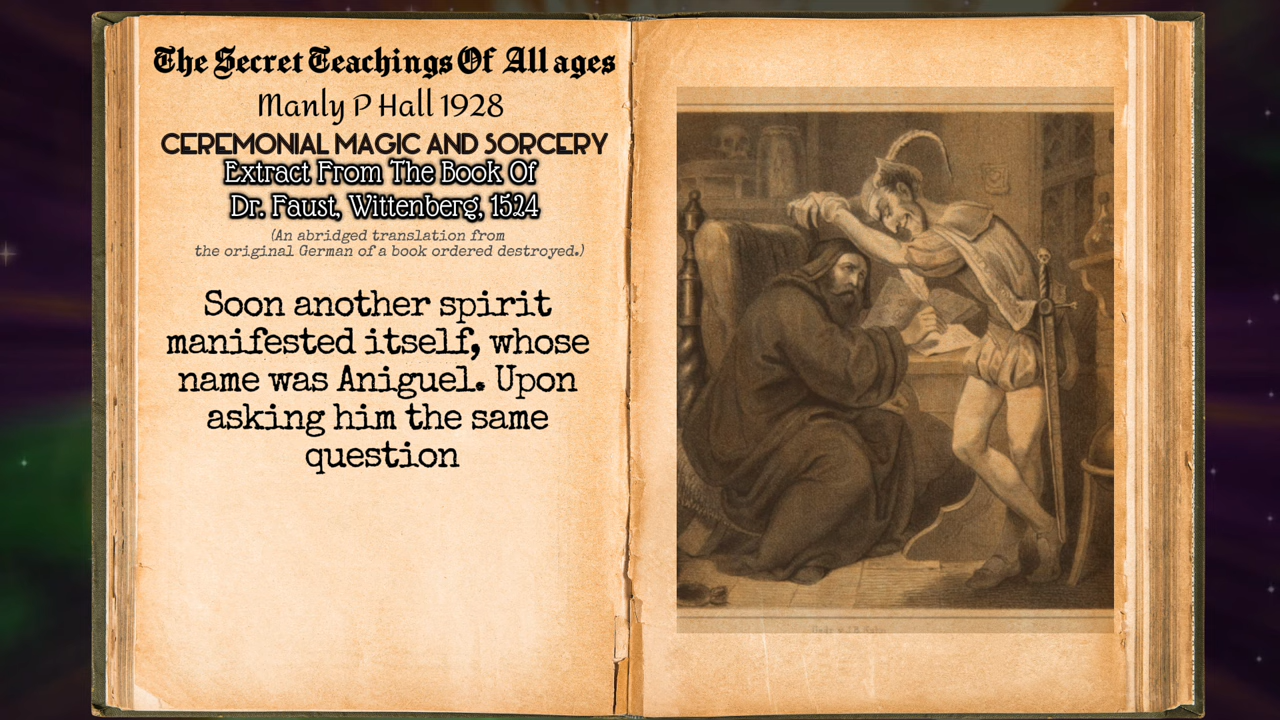 The Secret Teachings Of All ages
Manly P Hall 1928
CEREMONIAL MAGIC AND SORCERY
Extract From The Book Of
Dr. Faust, Wittenberg, 1524
(An abridged translation from
the original German of a book ordered destroyed.)
Soon another spirit
manifested itself, whose
name was Aniguel. Upon
asking him the same
question